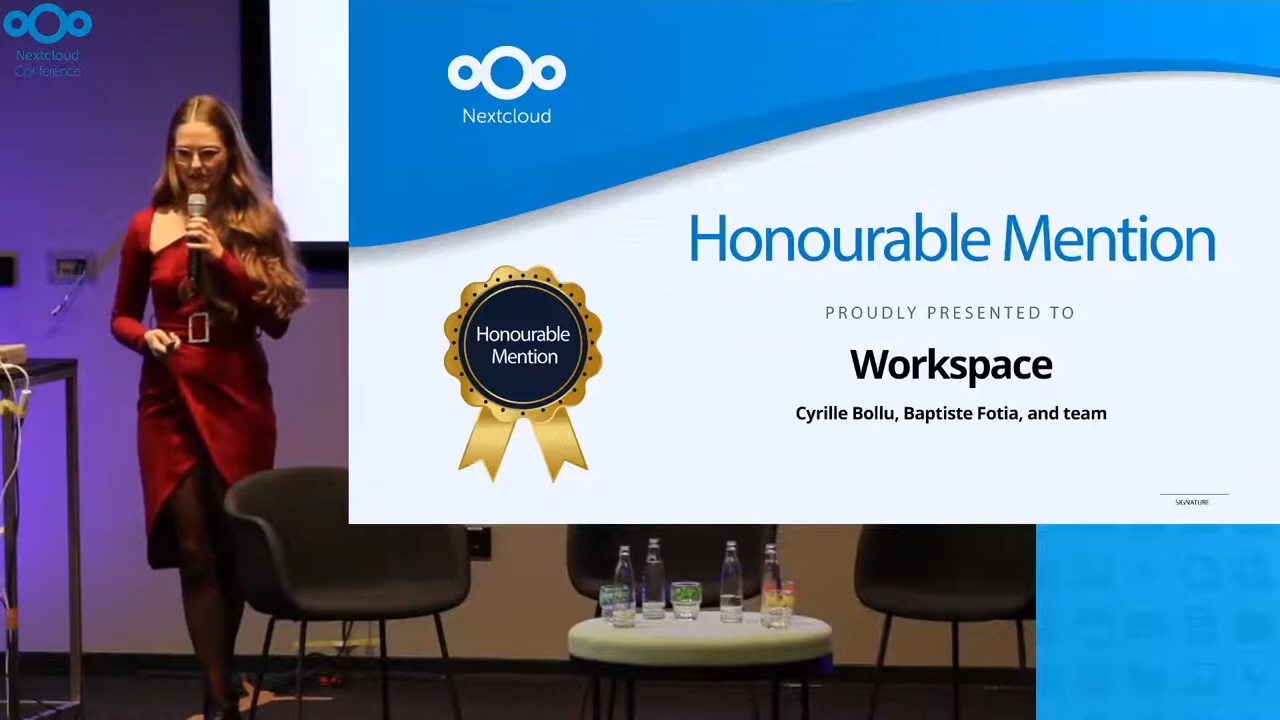 Nextcloud
Conference
Nextcloud
Honourable Mention
Honourable
Mention
PROUDLY PRESENTED TO
Workspace
Cyrille Bollu, Baptiste Fotia, and team
SIGNATURE